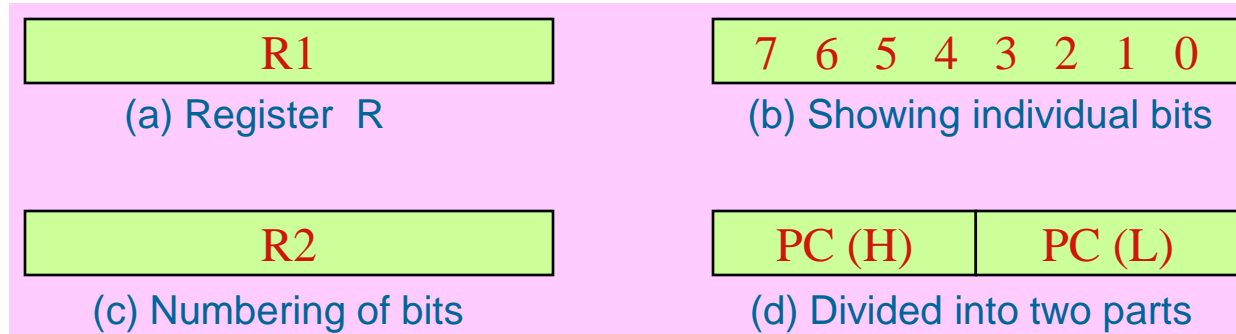 R1
7 6 5 4 3 2 1 0
(a) Register R
(b) Showing individual bits
R2
PC (H) PC (L)
(c) Numbering of bits
(d) Divided into two parts